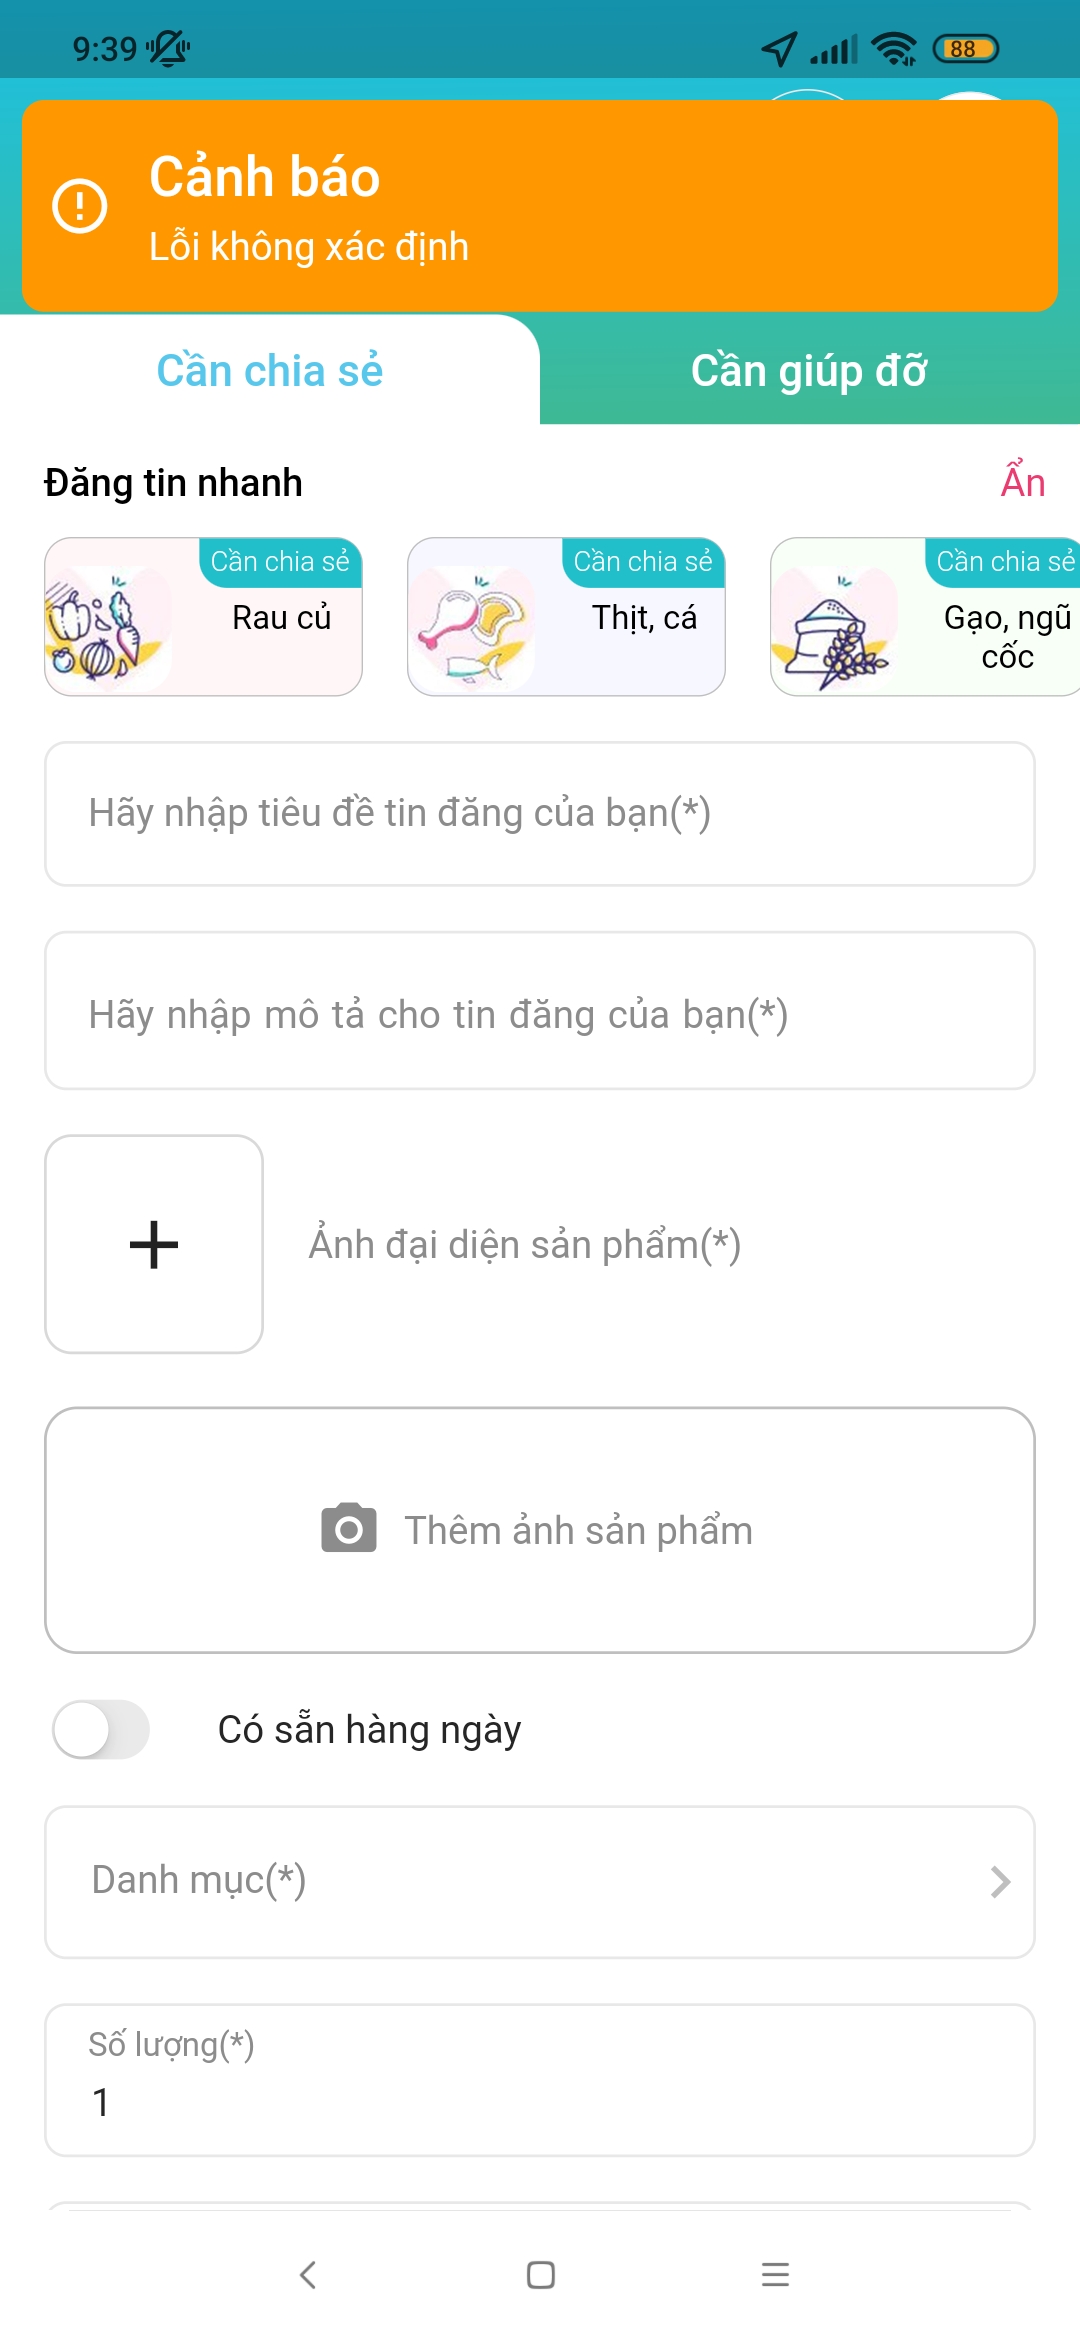 9:39
88
Cảnh báo
Lỗi không xác định
Cần chia sẻ
Cần giúp đỡ
Đăng tin nhanh
Ẩn
Cần chia sẻ
Rau củ
Cần chia sẻ
Thịt, cá
Cần chia sẻ
Gạo, ngũ
cốc
Hãy nhập tiêu đề tin đăng của bạn(*)
Hãy nhập mô tả cho tin đăng của bạn(*)
Ảnh đại diện sản phẩm(*)
Thêm ảnh sản phẩm
Có sẵn hàng ngày
Danh mục(*)
Số lượng(*)
1